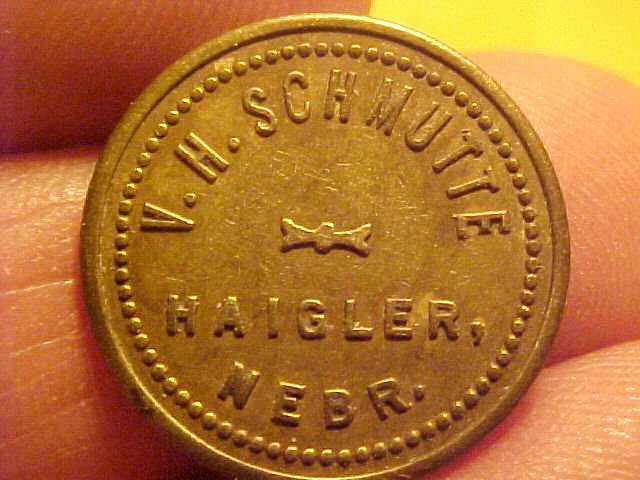 V. H. SCHMUTTE
HAIGLER,
NEBR.